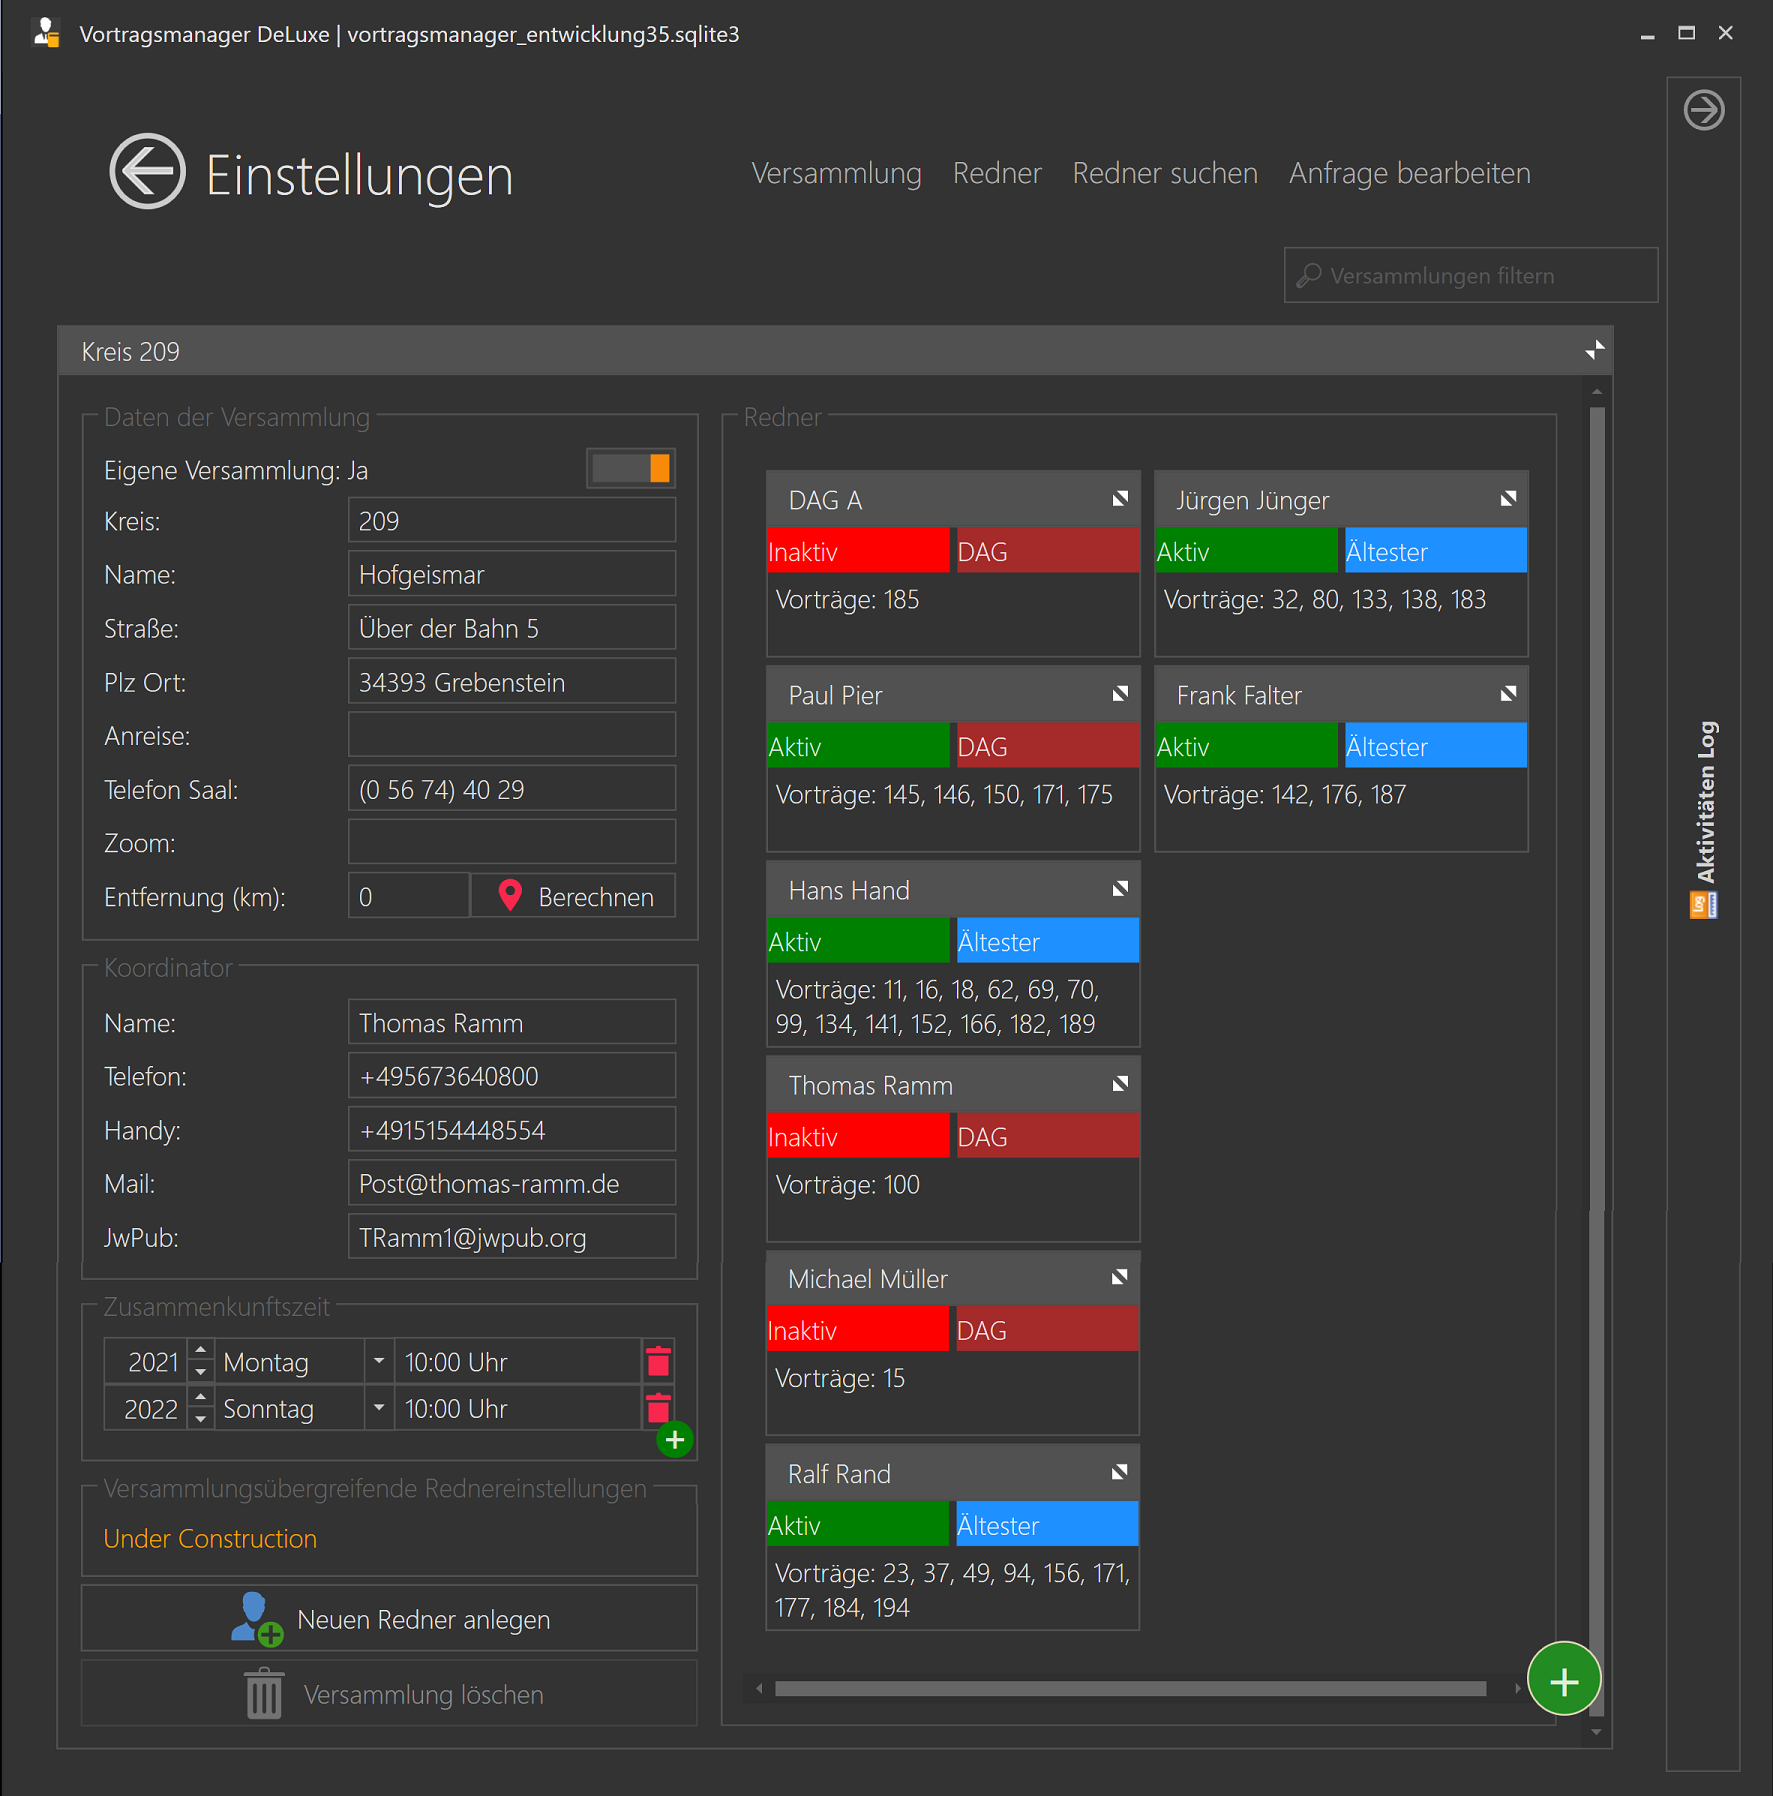 Vortragsmanager DeLuxe | vortragsmanager_entwicklung35.sqlite3
Einstellungen
Versammlung Redner Redner suchen Anfrage bearbeiten
Versammlungen filtern
Kreis 209
Daten der Versammlung
Eigene Versammlung: Ja
Kreis: 209
Name: Hofgeismar
Straße: Über der Bahn 5
Plz Ort: 34393 Grebenstein
Anreise:
Telefon Saal: (0 56 74) 40 29
Zoom:
Entfernung (km): 0 Berechnen
Koordinator
Name: Thomas Ramm
Telefon: +495673640800
Handy: +4915154448554
Mail: Post@thomas-ramm.de
JwPub: TRamm1@jwpub.org
Zusammenkunftszeit
2021 Montag 10:00 Uhr
2022 Sonntag 10:00 Uhr
Versammlungsübergreifende Rednereinstellungen
Under Construction
Neuen Redner anlegen
Versammlung löschen
Redner
DAG A
Inaktiv DAG
Vorträge: 185
Jürgen Jünger
Aktiv Ältester
Vorträge: 32, 80, 133, 138, 183
Paul Pier
Aktiv DAG
Vorträge: 145, 146, 150, 171, 175
Frank Falter
Aktiv Ältester
Vorträge: 142, 176, 187
Hans Hand
Aktiv Ältester
Vorträge: 11, 16, 18, 62, 69, 70,
99, 134, 141, 152, 166, 182, 189
Thomas Ramm
Inaktiv DAG
Vorträge: 100
Michael Müller
Inaktiv DAG
Vorträge: 15
Ralf Rand
Aktiv Ältester
Vorträge: 23, 37, 49, 94, 156, 171,
177, 184, 194
Log Aktivitäten Log